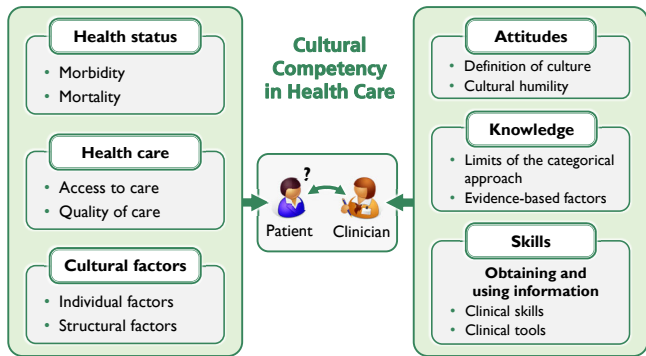 Health status
• Morbidity
• Mortality
Health care
• Access to care
• Quality of care
Cultural factors
• Individual factors
• Structural factors
Cultural
Competency
in Health Care
?
Patient Clinician
Attitudes
• Definition of culture
• Cultural humility
Knowledge
• Limits of the categorical
approach
• Evidence-based factors
Skills
Obtaining and
using information
• Clinical skills
• Clinical tools